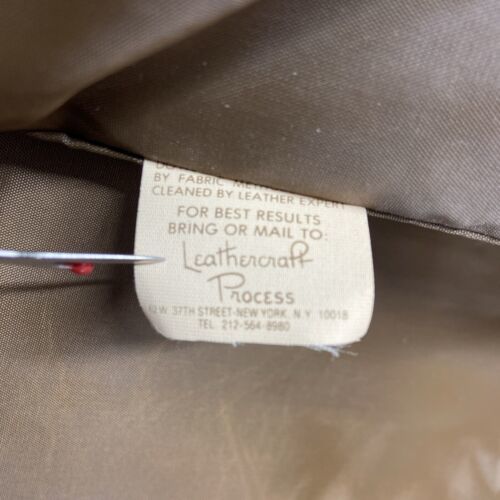 BY FABRIC
CLEANED BY LEATHER EXPERT
FOR BEST RESULTS
BRING OR MAIL TO:
Leathercraft
Process
W. 37TH STREET-NEW YORK, N.Y. 10018
TEL. 212-564-8980